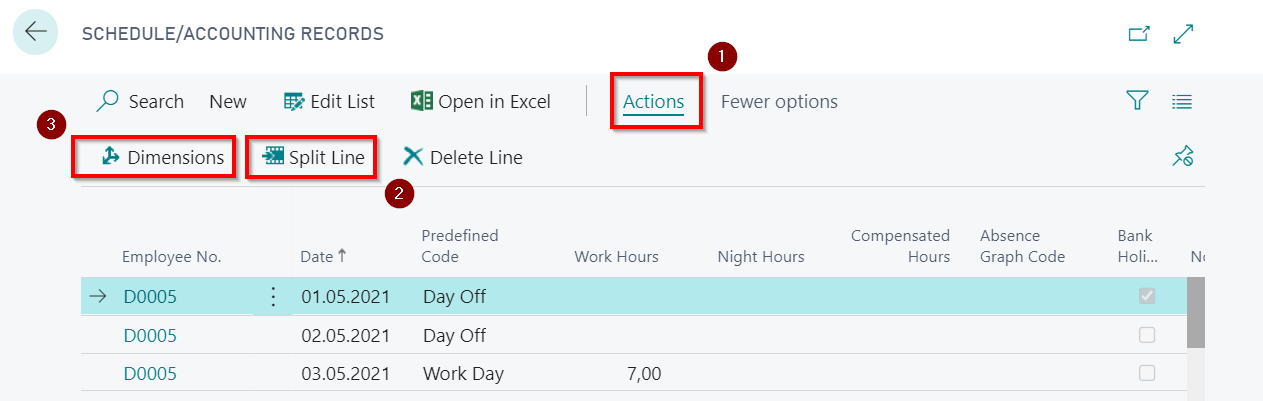 SCHEDULE/ACCOUNTING RECORDS
1
Search New Edit List Open in Excel Actions Fewer options
3
Dimensions Split Line Delete Line
2
Predefined Compensated Absence Bank
Employee No. Date ↑ Code Work Hours Night Hours Hours Graph Code Holi... No
D0005 01.05.2021 Day Off
D0005 02.05.2021 Day Off
D0005 03.05.2021 Work Day 7,00